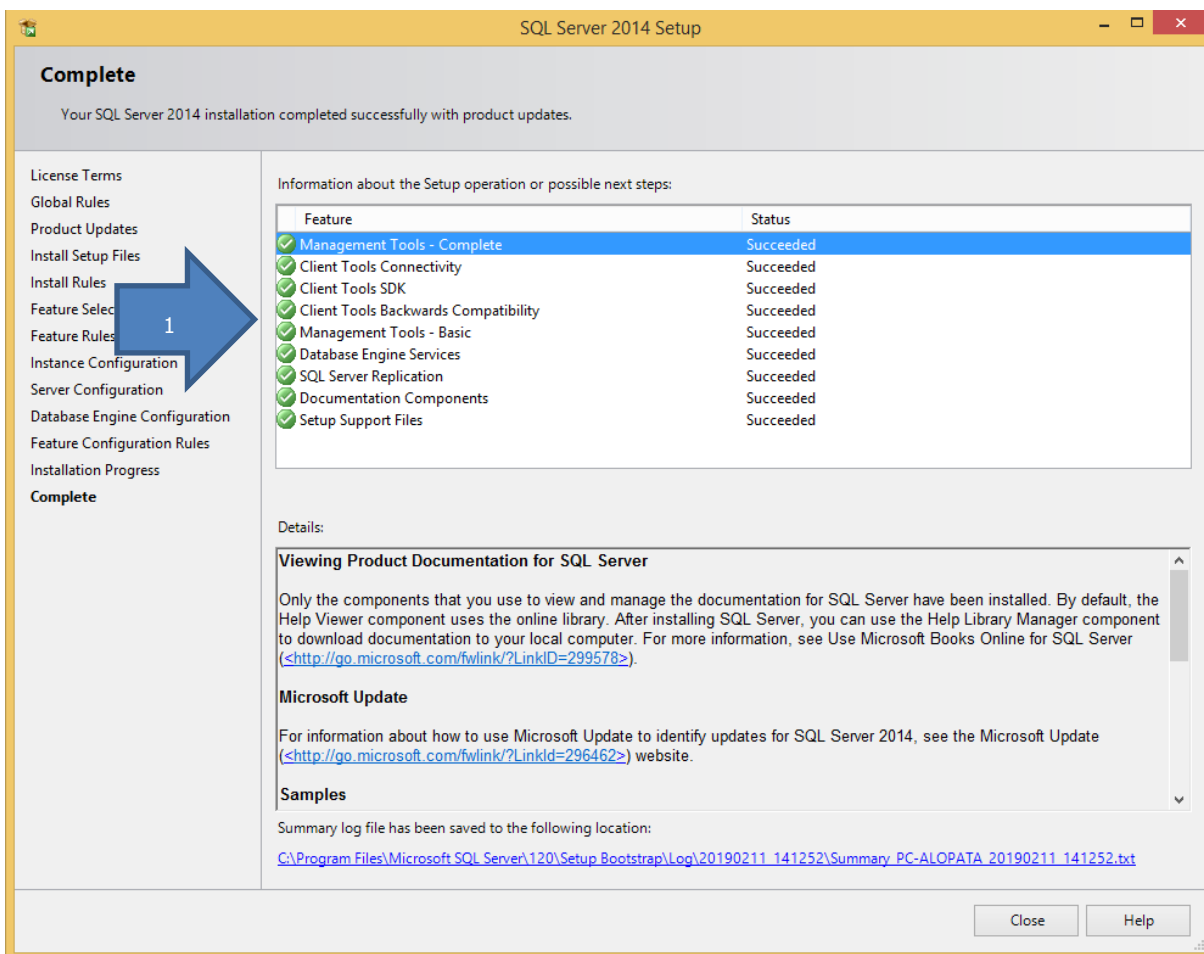 SQL Server 2014 Setup
Complete
Your SQL Server 2014 installation completed successfully with product updates.
License Terms
Global Rules
Product Updates
Install Setup Files
Install Rules
Feature Selec
Feature Rules
Instance Configuration
Server Configuration
Database Engine Configuration
Feature Configuration Rules
Installation Progress
Complete
1
Information about the Setup operation or possible next steps:
Feature Status
Management Tools - Complete Succeeded
Client Tools Connectivity Succeeded
Client Tools SDK Succeeded
Client Tools Backwards Compatibility Succeeded
Management Tools - Basic Succeeded
Database Engine Services Succeeded
SQL Server Replication Succeeded
Documentation Components Succeeded
Setup Support Files Succeeded
Details:
Viewing Product Documentation for SQL Server
Only the components that you use to view and manage the documentation for SQL Server have been installed. By default, the
Help Viewer component uses the online library. After installing SQL Server, you can use the Help Library Manager component
to download documentation to your local computer. For more information, see Use Microsoft Books Online for SQL Server
(<http://go.microsoft.com/fwlink/?LinkID=299578>).
Microsoft Update
For information about how to use Microsoft Update to identify updates for SQL Server 2014, see the Microsoft Update
(<http://go.microsoft.com/fwlink/?LinkId=296462>) website.
Samples
Summary log file has been saved to the following location:
C:\Program Files\Microsoft SQL Server\120\Setup Bootstrap\Log\20190211_141252\Summary_PC-ALOPATA_20190211_141252.txt
Close Help